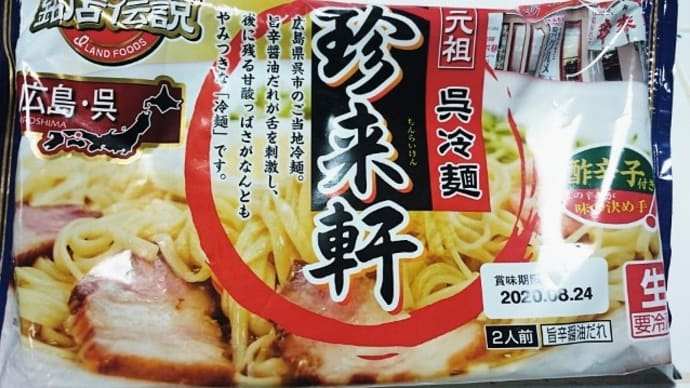 銘店伝説
ISLAND FOODS
広島・呉
HIROSHIMA
広島県呉市のご当地冷麺。
旨辛醤油だれが舌を刺激し、
後に残る甘酸っぱさがなんとも
やみつきな「冷麺」です。
元祖
呉冷麺
珍来軒
ちんらいけん
酢辛子付き
味の決め手!
賞味期限
2020.08.24
2人前
旨辛醤油だれ
生
要冷